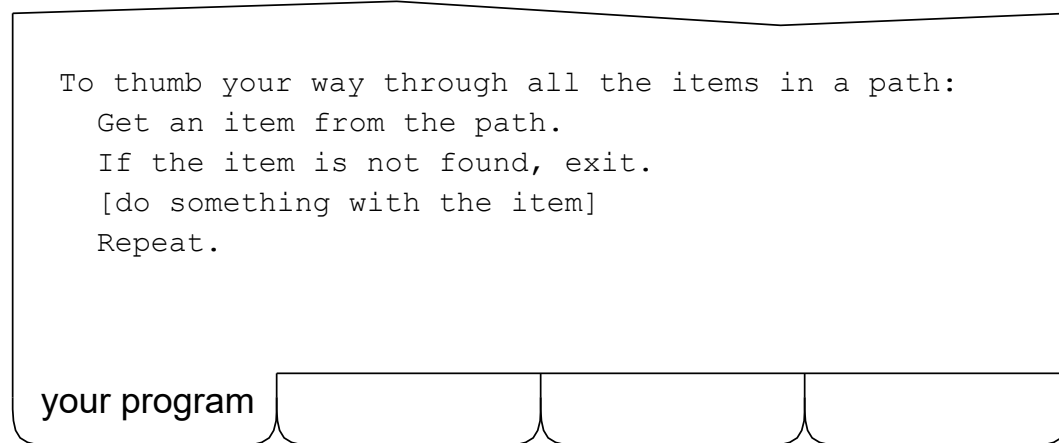 To thumb your way through all the items in a path:
Get an item from the path.
If the item is not found, exit.
[do something with the item]
Repeat.
your program